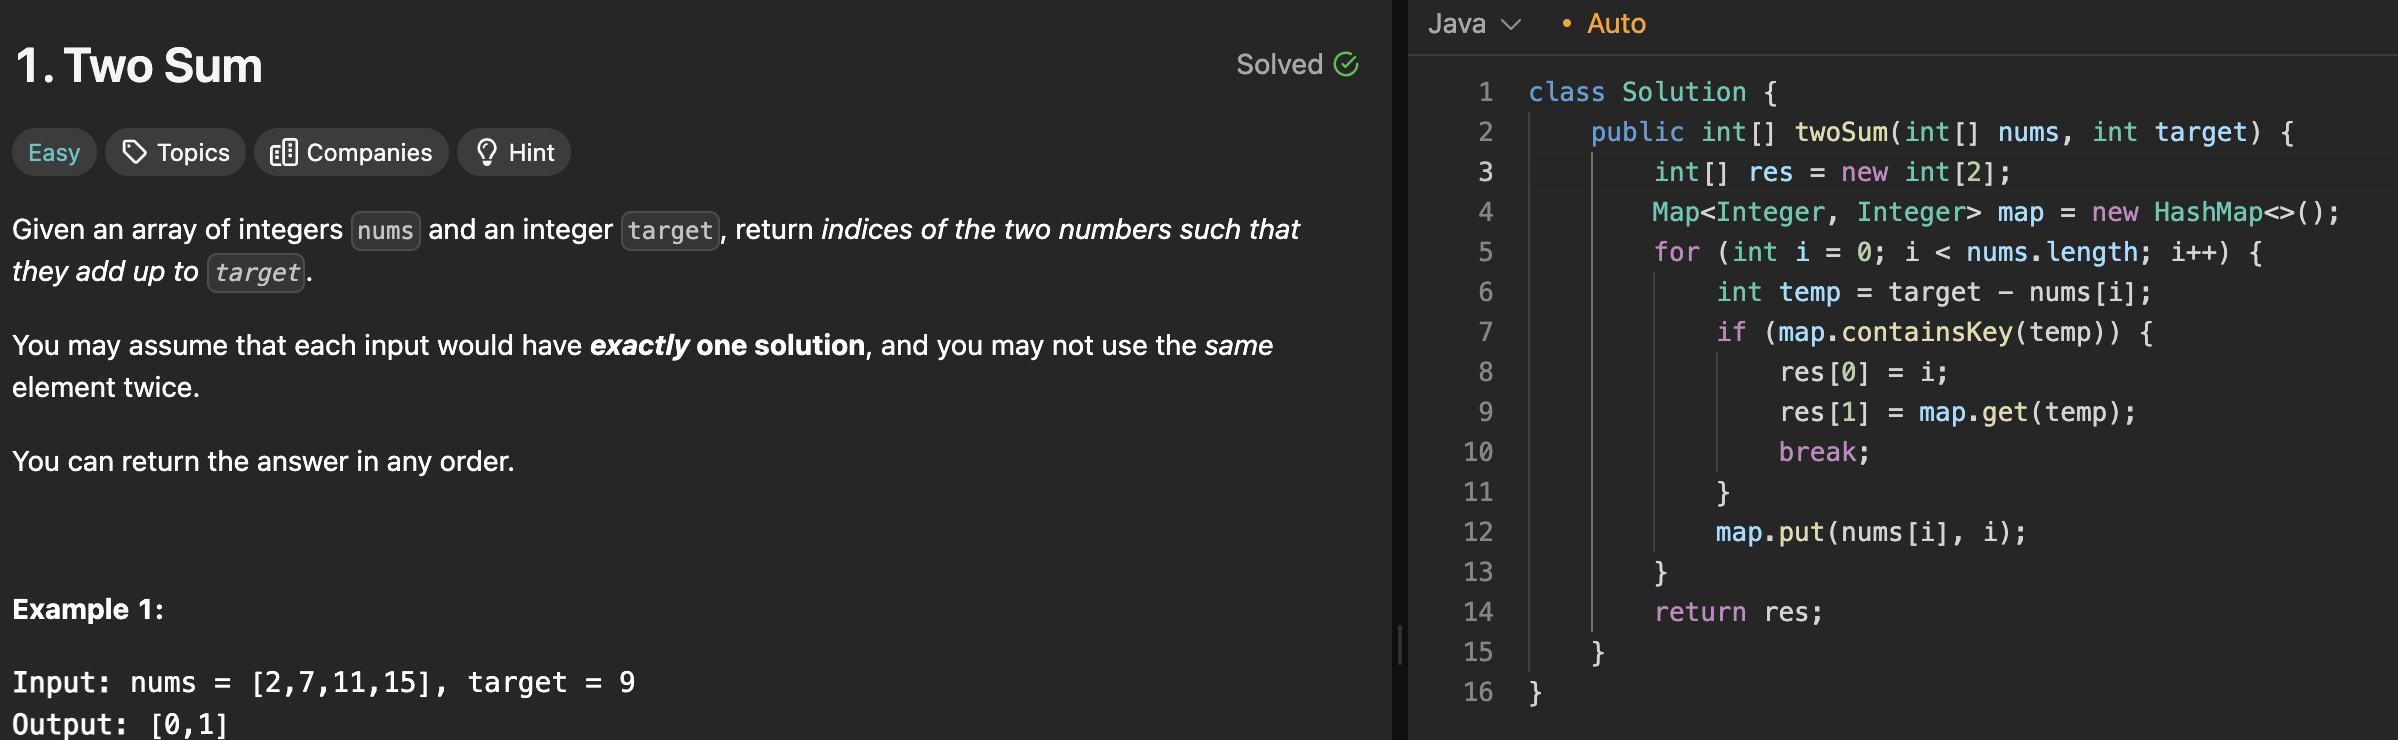 1. Two Sum
Solved
Easy
Topics
Companies
Hint
Given an array of integers nums and an integer target, return indices of the two numbers such that
they add up to target.
You may assume that each input would have exactly one solution, and you may not use the same
element twice.
You can return the answer in any order.
Example 1:
Input: nums = [2,7,11,15], target = 9
Output: [0,1]
Java
• Auto
1 class Solution {
2     public int[] twoSum(int[] nums, int target) {
3         int[] res = new int[2];
4         Map<Integer, Integer> map = new HashMap<>();
5         for (int i = 0; i < nums.length; i++) {
6             int temp = target - nums[i];
7             if (map.containsKey(temp)) {
8                 res[0] = i;
9                 res[1] = map.get(temp);
10                 break;
11             }
12             map.put(nums[i], i);
13         }
14         return res;
15     }
16 }